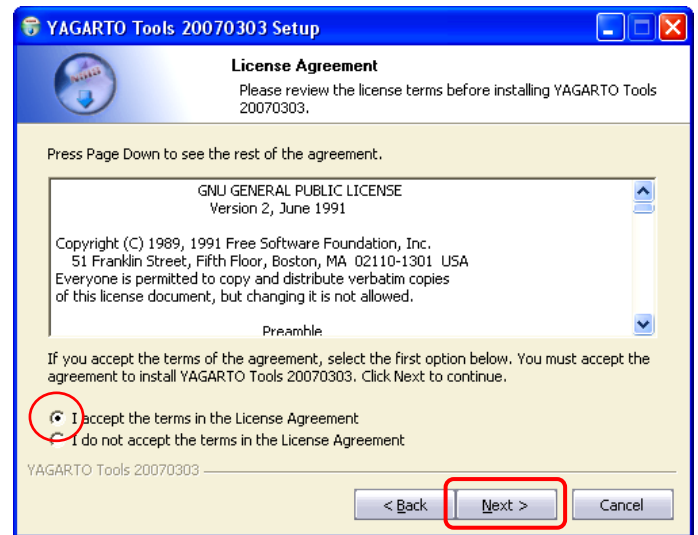 YAGARTO Tools 20070303 Setup
License Agreement
Please review the license terms before installing YAGARTO Tools
20070303.
Press Page Down to see the rest of the agreement.
GNU GENERAL PUBLIC LICENSE
Version 2, June 1991
Copyright (C) 1989, 1991 Free Software Foundation, Inc.
51 Franklin Street, Fifth Floor, Boston, MA 02110-1301 USA
Everyone is permitted to copy and distribute verbatim copies
of this license document, but changing it is not allowed.
Preamble
If you accept the terms of the agreement, select the first option below. You must accept the
agreement to install YAGARTO Tools 20070303. Click Next to continue.
I accept the terms in the License Agreement
I do not accept the terms in the License Agreement
YAGARTO Tools 20070303
< Back
Next >
Cancel